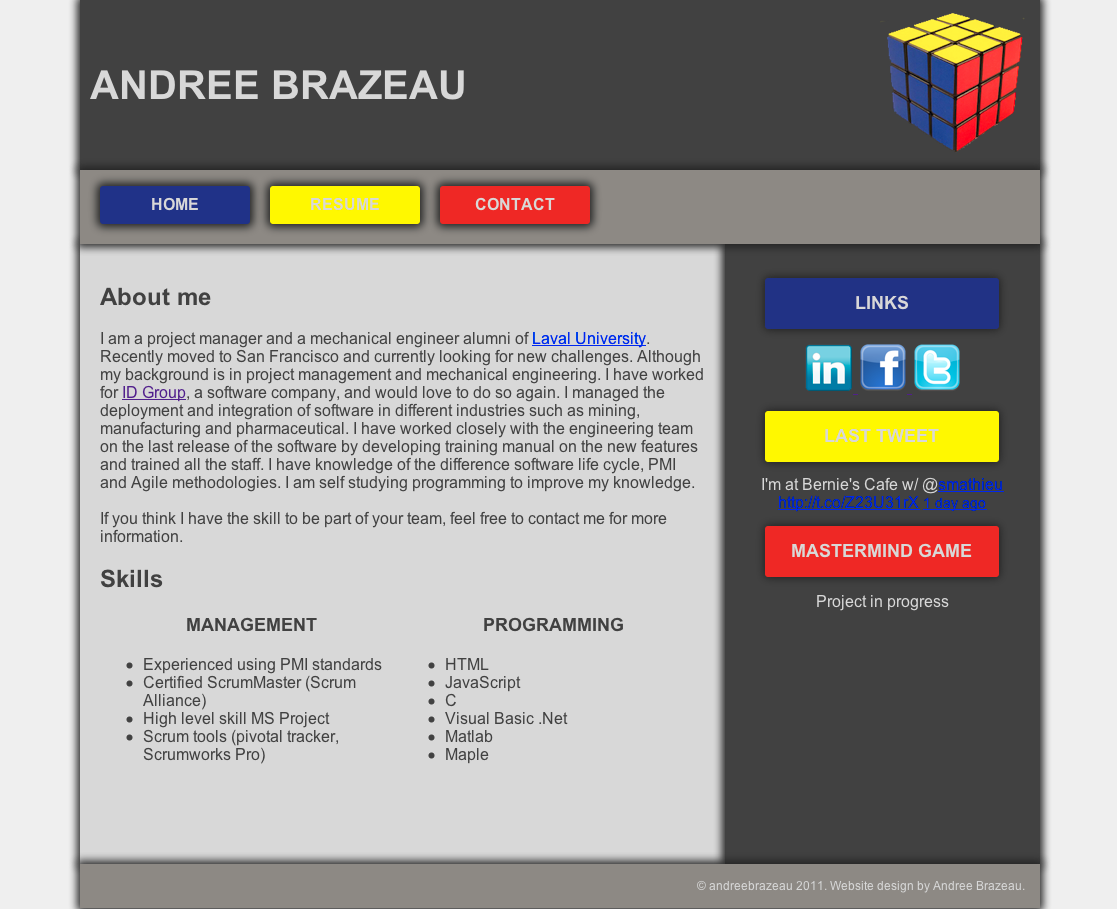 ANDREE BRAZEAU
HOME
RESUME
CONTACT
About me
I am a project manager and a mechanical engineer alumni of Laval University.
Recently moved to San Francisco and currently looking for new challenges. Although
my background is in project management and mechanical engineering. I have worked
for ID Group, a software company, and would love to do so again. I managed the
deployment and integration of software in different industries such as mining,
manufacturing and pharmaceutical. I have worked closely with the engineering team
on the last release of the software by developing training manual on the new features
and trained all the staff. I have knowledge of the difference software life cycle, PMI
and Agile methodologies. I am self studying programming to improve my knowledge.
If you think I have the skill to be part of your team, feel free to contact me for more
information.
Skills
MANAGEMENT
• Experienced using PMI standards
• Certified ScrumMaster (Scrum
Alliance)
• High level skill MS Project
• Scrum tools (pivotal tracker,
Scrumworks Pro)
PROGRAMMING
• HTML
• JavaScript
• C
• Visual Basic .Net
• Matlab
• Maple
LINKS
in f t
LAST TWEET
I'm at Bernie's Cafe w/ @smathieu
http://t.co/Z23U31rX 1 day ago
MASTERMIND GAME
Project in progress
© andreebrazeau 2011. Website design by Andree Brazeau.